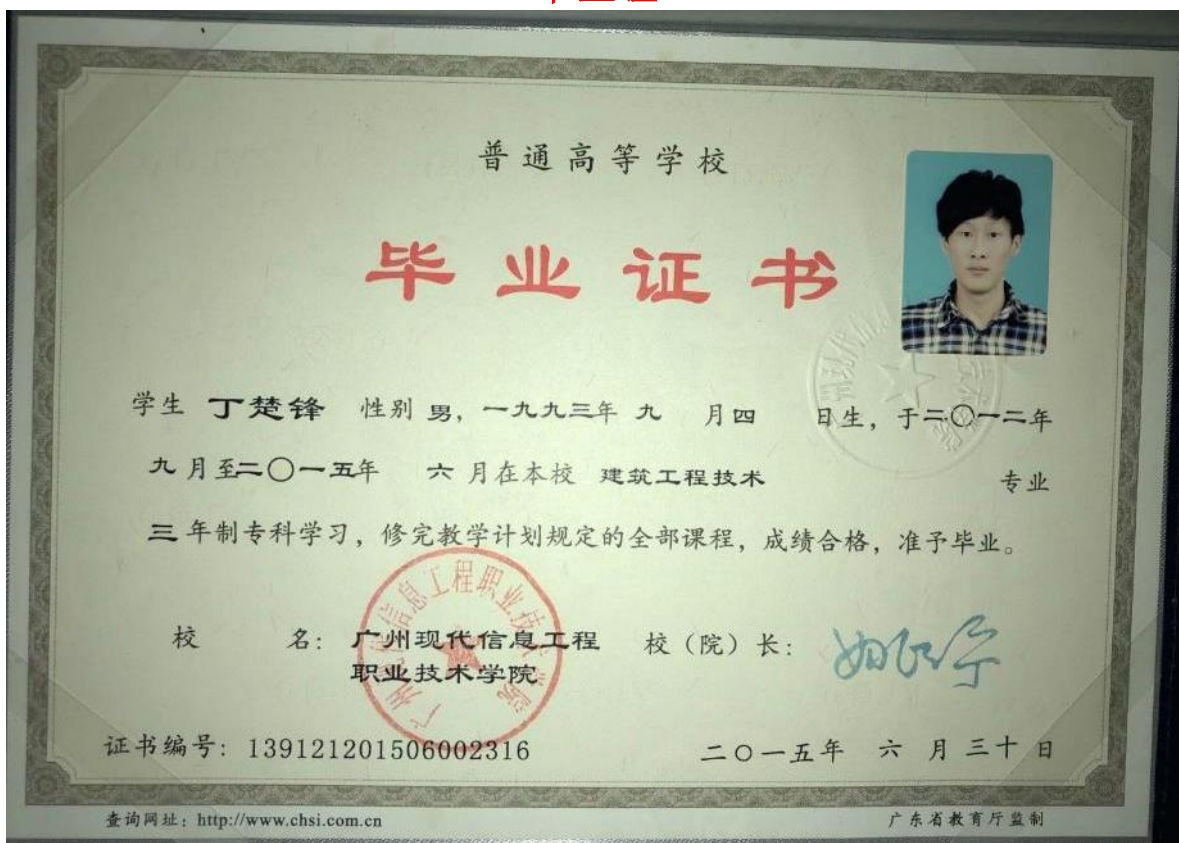 普通高等学校
毕业证书
学生 丁楚锋 性别 男，一九九三年 九 月四 日生，于二〇一二年
九 月至二〇一五年 六 月在本校 建筑工程技术 专业
三 年制专科学习，修完教学计划规定的全部课程，成绩合格，准予毕业。
校 名：广州现代信息工程 校（院）长：
职业技术学院
证书编号：139121201506002316 二〇一五年 六 月 三十 日
查询网址：http://www.chsi.com.cn 广东省教育厅监制